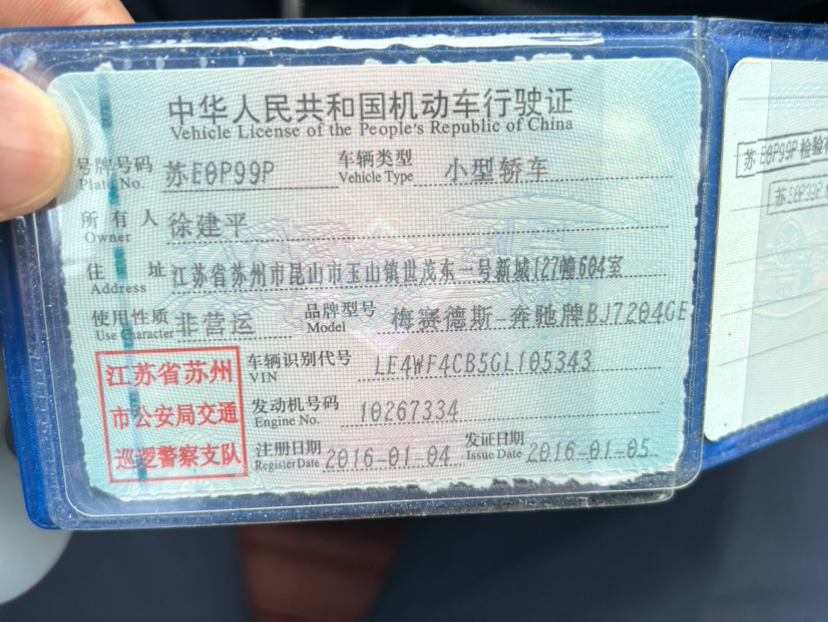 中华人民共和国机动车行驶证
Vehicle License of the People's Republic of China
号牌号码 苏E0P99P 车辆类型 小型轿车
Plate No. Vehicle Type
所有人 徐建平
Owner
住址 江苏省苏州市昆山市玉山镇世茂东一号新城127幢604室
Address
使用性质 非营运 品牌型号 梅赛德斯-奔驰牌BJ7204GE
Use Character Model
车辆识别代号 LE4WF4CB5GL105343
VIN
发动机号码 10267334
Engine No.
注册日期 2016-01-04 发证日期 2016-01-05
Register Date Issue Date
江苏省苏州
市公安局交通
巡逻警察支队
苏E0P99P 检验